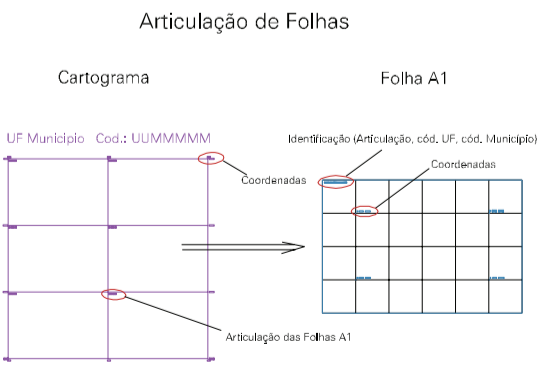 Articulação de Folhas
Cartograma
Folha A1
UF Municipio Cod.: UUMMMMM
Identificação (Articulação, cód. UF, cód. Município)
Coordenadas
Coordenadas
Articulação das Folhas A1